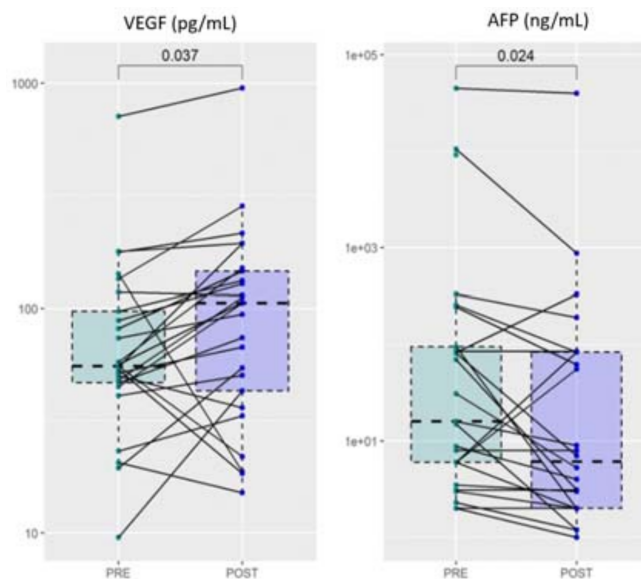 VEGF (pg/mL)
0.037
1000
100
10
PRE
POST
AFP (ng/mL)
0.024
1e+05
1e+03
1e+01
PRE
POST